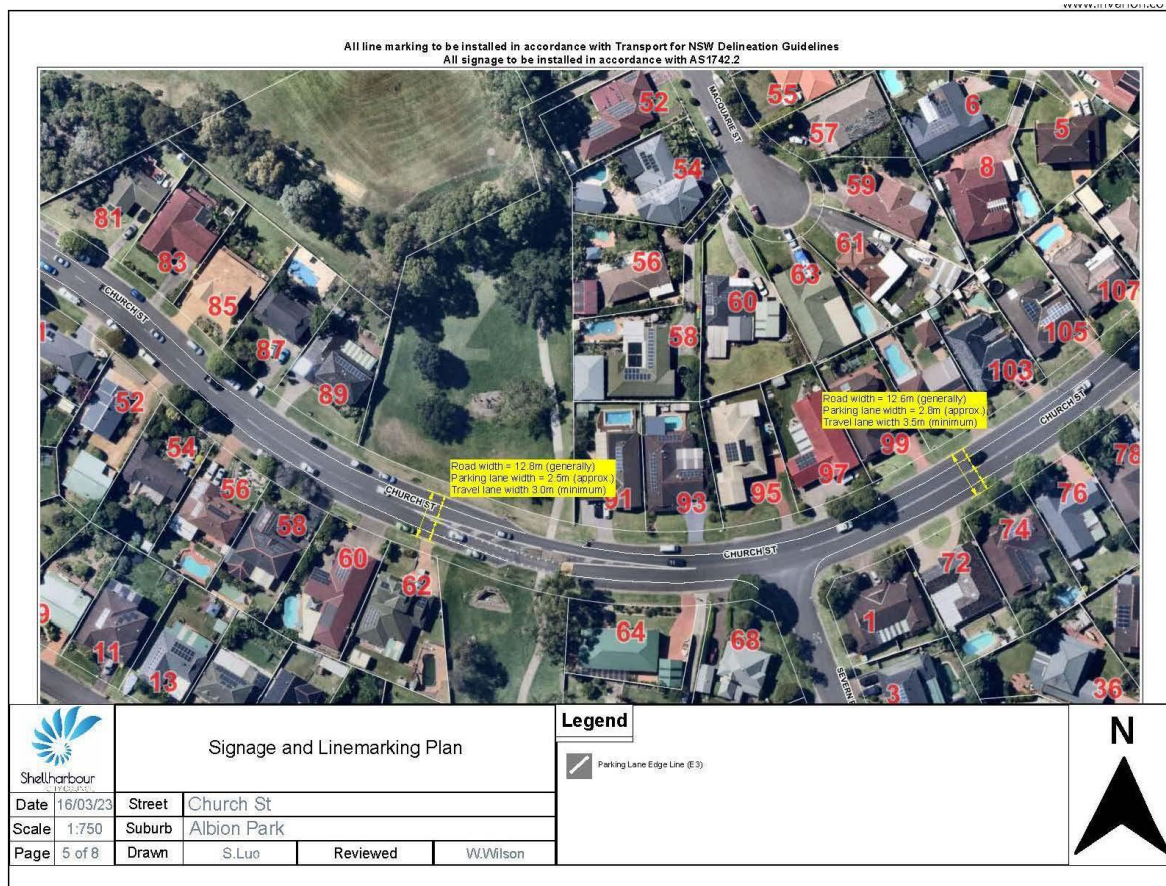 www.invarion.co
All line marking to be installed in accordance with Transport for NSW Delineation Guidelines
All signage to be installed in accordance with AS1742.2
52
55
57
6
5
MACQUARIE ST
54
59
8
81
83
61
63
56
60
107
CHURCH ST
85
58
105
87
89
103
52
Road width = 12.6m (generally)
Parking lane width = 2.8m (approx.)
Travel lane width 3.5m (minimum)
CHURCH ST
99
54
78
Road width = 12.8m (generally)
Parking lane width = 2.5m (approx.)
Travel lane width 3.0m (minimum)
97
56
CHURCH ST
91
93
95
76
58
74
60
CHURCH ST
62
72
9
64
1
11
68
13
SEVERN
3
36
Shellharbour
CITY COUNCIL
Signage and Linemarking Plan
Legend
Parking Lane Edge Line (E3)
N
Date 16/03/23 Street Church St
Scale 1:750 Suburb Albion Park
Page 5 of 8 Drawn S.Luo Reviewed W.Wilson